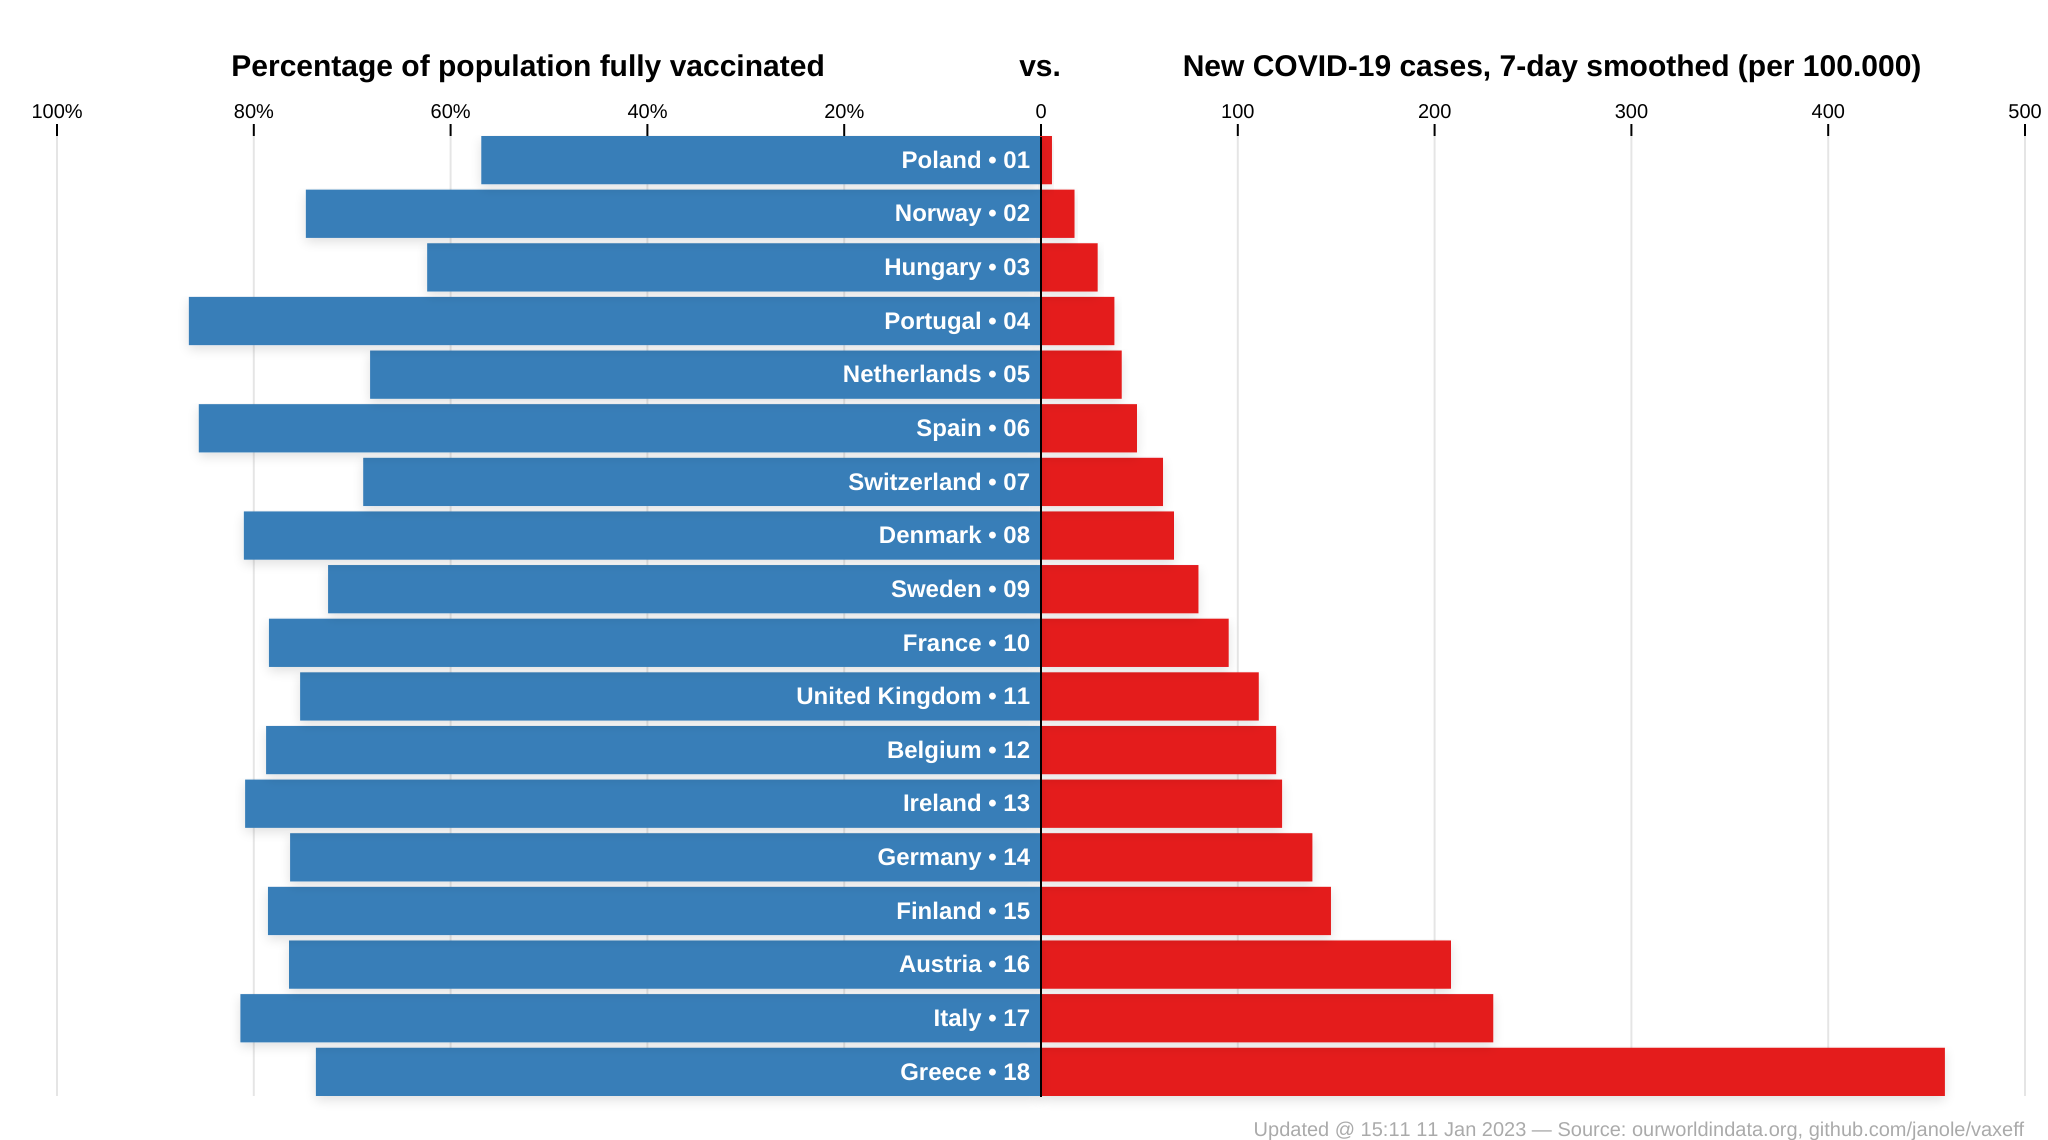 Percentage of population fully vaccinated vs. New COVID-19 cases, 7-day smoothed (per 100.000)
100% 80% 60% 40% 20% 0 100 200 300 400 500
Poland • 01
Norway • 02
Hungary • 03
Portugal • 04
Netherlands • 05
Spain • 06
Switzerland • 07
Denmark • 08
Sweden • 09
France • 10
United Kingdom • 11
Belgium • 12
Ireland • 13
Germany • 14
Finland • 15
Austria • 16
Italy • 17
Greece • 18
Updated @ 15:11 11 Jan 2023 — Source: ourworldindata.org, github.com/janole/vaxeff